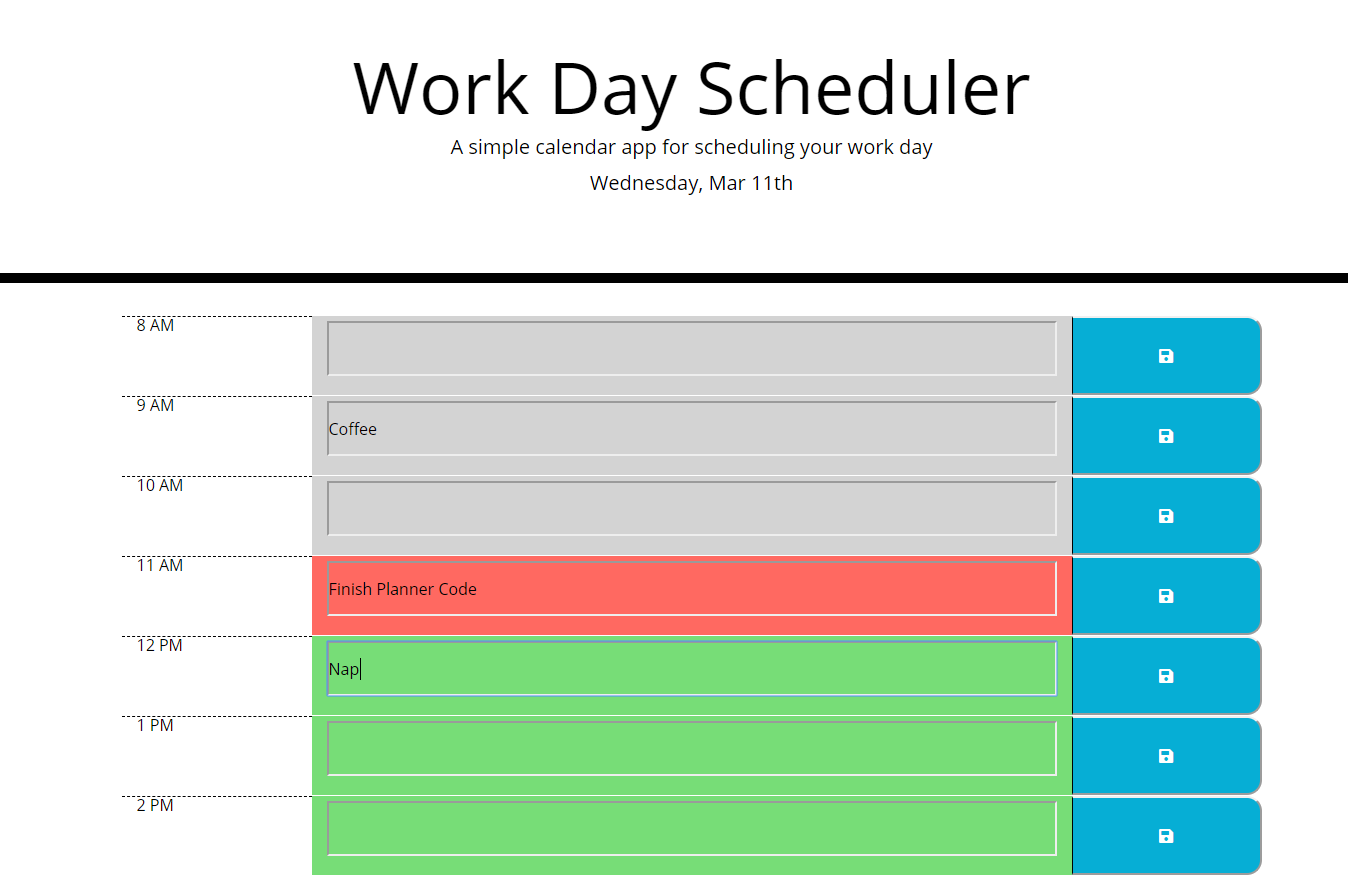 Work Day Scheduler
A simple calendar app for scheduling your work day
Wednesday, Mar 11th
8 AM
9 AM
Coffee
10 AM
11 AM
Finish Planner Code
12 PM
Nap
1 PM
2 PM